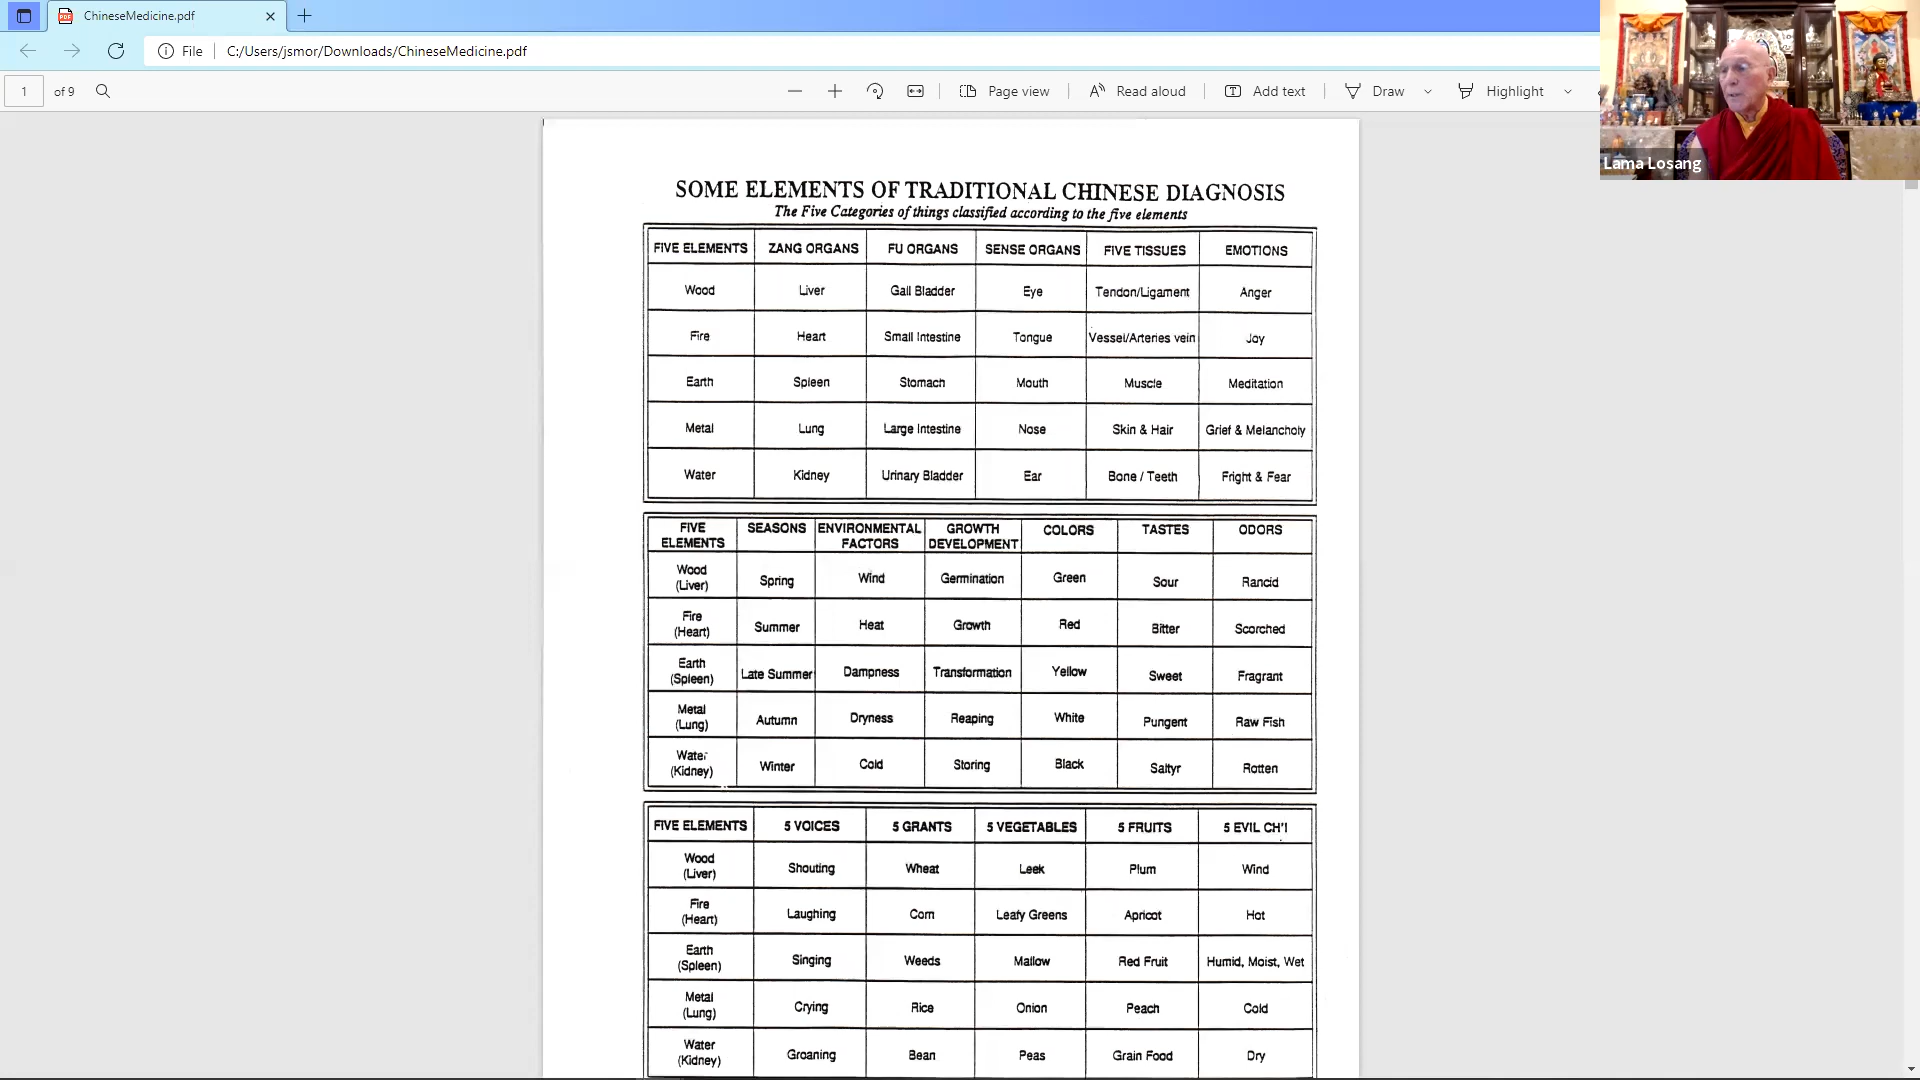 ChineseMedicine.pdf
File C:/Users/jsmor/Downloads/ChineseMedicine.pdf
1 of 9 Page view Read aloud Add text Draw Highlight
Lama Losang
SOME ELEMENTS OF TRADITIONAL CHINESE DIAGNOSIS
The Five Categories of things classified according to the five elements
FIVE ELEMENTS ZANG ORGANS FU ORGANS SENSE ORGANS FIVE TISSUES EMOTIONS
Wood Liver Gall Bladder Eye Tendon/Ligament Anger
Fire Heart Small Intestine Tongue Vessel/Arteries vein Joy
Earth Spleen Stomach Mouth Muscle Meditation
Metal Lung Large Intestine Nose Skin & Hair Grief & Melancholy
Water Kidney Urinary Bladder Ear Bone / Teeth Fright & Fear
FIVE ELEMENTS SEASONS ENVIRONMENTAL FACTORS GROWTH DEVELOPMENT COLORS TASTES ODORS
Wood (Liver) Spring Wind Germination Green Sour Rancid
Fire (Heart) Summer Heat Growth Red Bitter Scorched
Earth (Spleen) Late Summer Dampness Transformation Yellow Sweet Fragrant
Metal (Lung) Autumn Dryness Reaping White Pungent Raw Fish
Water (Kidney) Winter Cold Storing Black Saltyr Rotten
FIVE ELEMENTS 5 VOICES 5 GRANTS 5 VEGETABLES 5 FRUITS 5 EVIL CH'I
Wood (Liver) Shouting Wheat Leek Plum Wind
Fire (Heart) Laughing Corn Leafy Greens Apricot Hot
Earth (Spleen) Singing Weeds Mallow Red Fruit Humid, Moist, Wet
Metal (Lung) Crying Rice Onion Peach Cold
Water (Kidney) Groaning Bean Peas Grain Food Dry